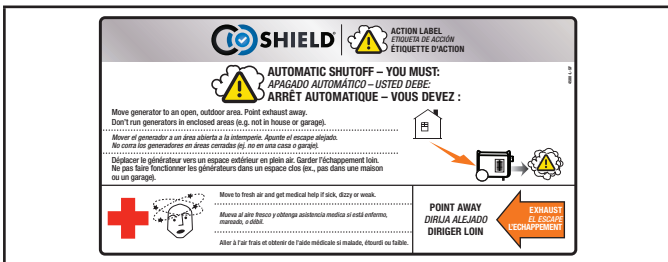 CO SHIELD®
ACTION LABEL
ETIQUETA DE ACCIÓN
ÉTIQUETTE D'ACTION
AUTOMATIC SHUTOFF – YOU MUST:
APAGADO AUTOMÁTICO – USTED DEBE:
ARRÊT AUTOMATIQUE – VOUS DEVEZ :
Move generator to an open, outdoor area. Point exhaust away.
Don't run generators in enclosed areas (e.g. not in house or garage).
Mover el generador a un área abierta a la intemperie. Apunte el escape alejado.
No corra los generadores en áreas cerradas (ej. no en una casa o garaje).
Déplacer le générateur vers un espace extérieur en plein air. Garder l'échappement loin.
Ne pas faire fonctionner les générateurs dans un espace clos (ex., pas dans une maison
ou un garage).
Move to fresh air and get medical help if sick, dizzy or weak.
Mueva al aire fresco y obtenga asistencia medica si está enfermo,
mareado, o débil.
Aller à l'air frais et obtenir de l'aide médicale si malade, étourdi ou faible.
POINT AWAY
DIRIJA ALEJADO
DIRIGER LOIN
EXHAUST
EL ESCAPE
L'ÉCHAPPEMENT